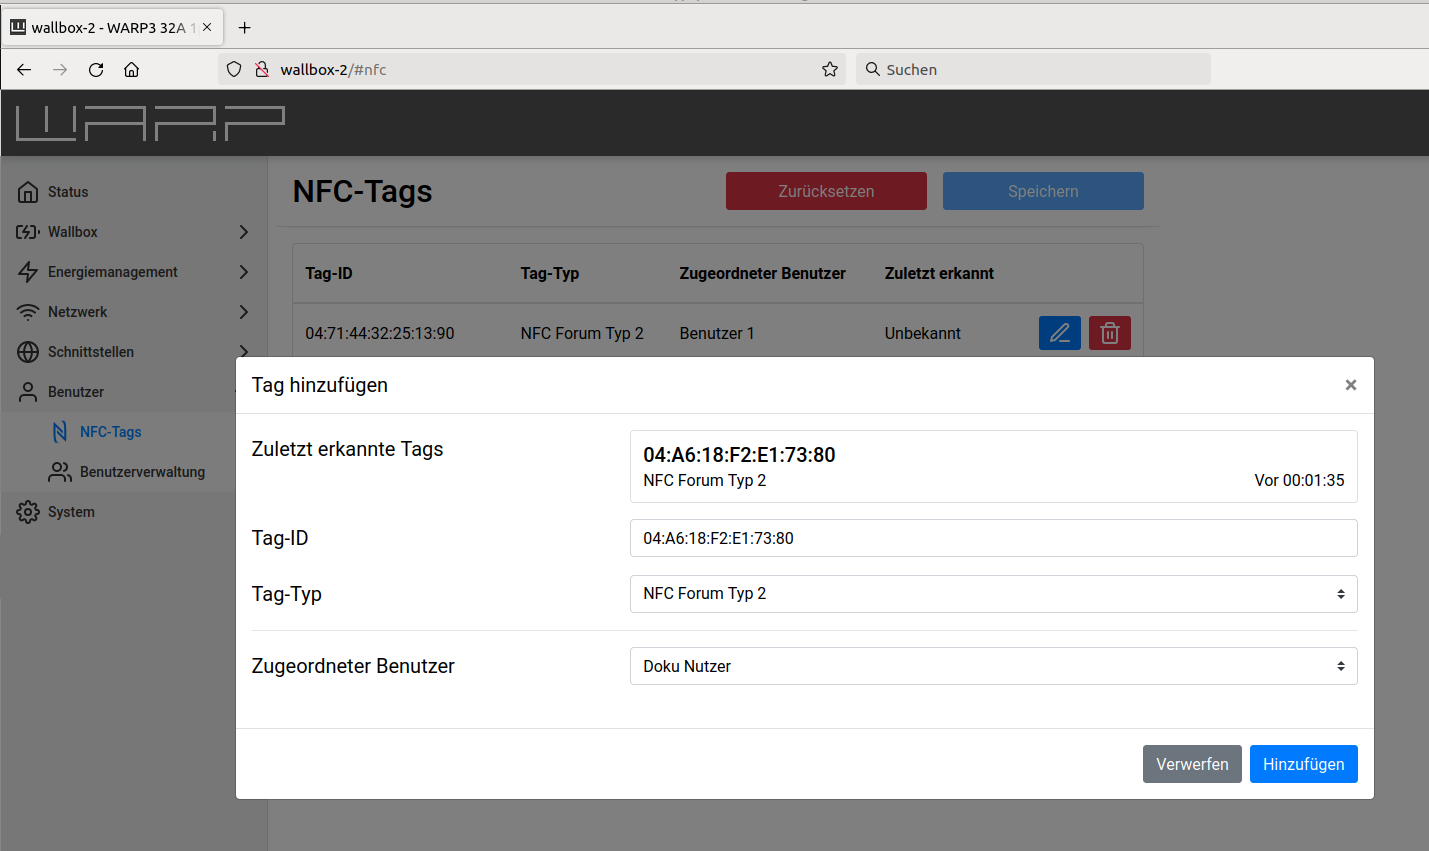 wallbox-2 - WARP3 32A 1
wallbox-2/#nfc
Suchen
WARP
Status
Wallbox
Energiemanagement
Netzwerk
Schnittstellen
Benutzer
NFC-Tags
Benutzerverwaltung
System
NFC-Tags
Zurücksetzen
Speichern
Tag-ID Tag-Typ Zugeordneter Benutzer Zuletzt erkannt
04:71:44:32:25:13:90 NFC Forum Typ 2 Benutzer 1 Unbekannt
Tag hinzufügen
×
Zuletzt erkannte Tags
04:A6:18:F2:E1:73:80
NFC Forum Typ 2 Vor 00:01:35
Tag-ID 04:A6:18:F2:E1:73:80
Tag-Typ NFC Forum Typ 2
Zugeordneter Benutzer Doku Nutzer
Verwerfen Hinzufügen